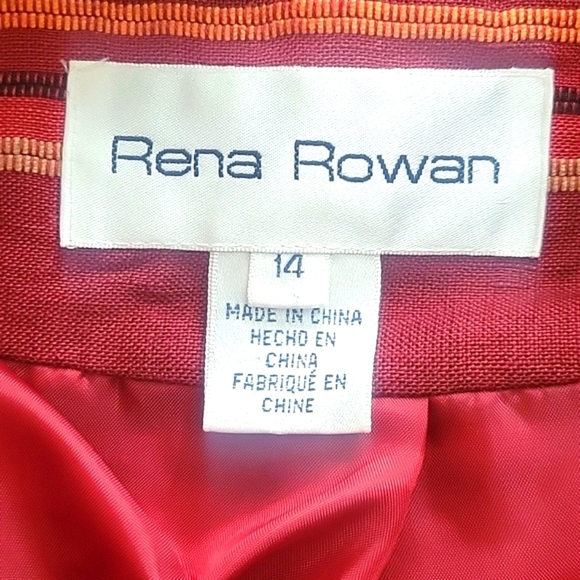 Rena Rowan
14
MADE IN CHINA
HECHO EN
CHINA
FABRIQUÉ EN
CHINE